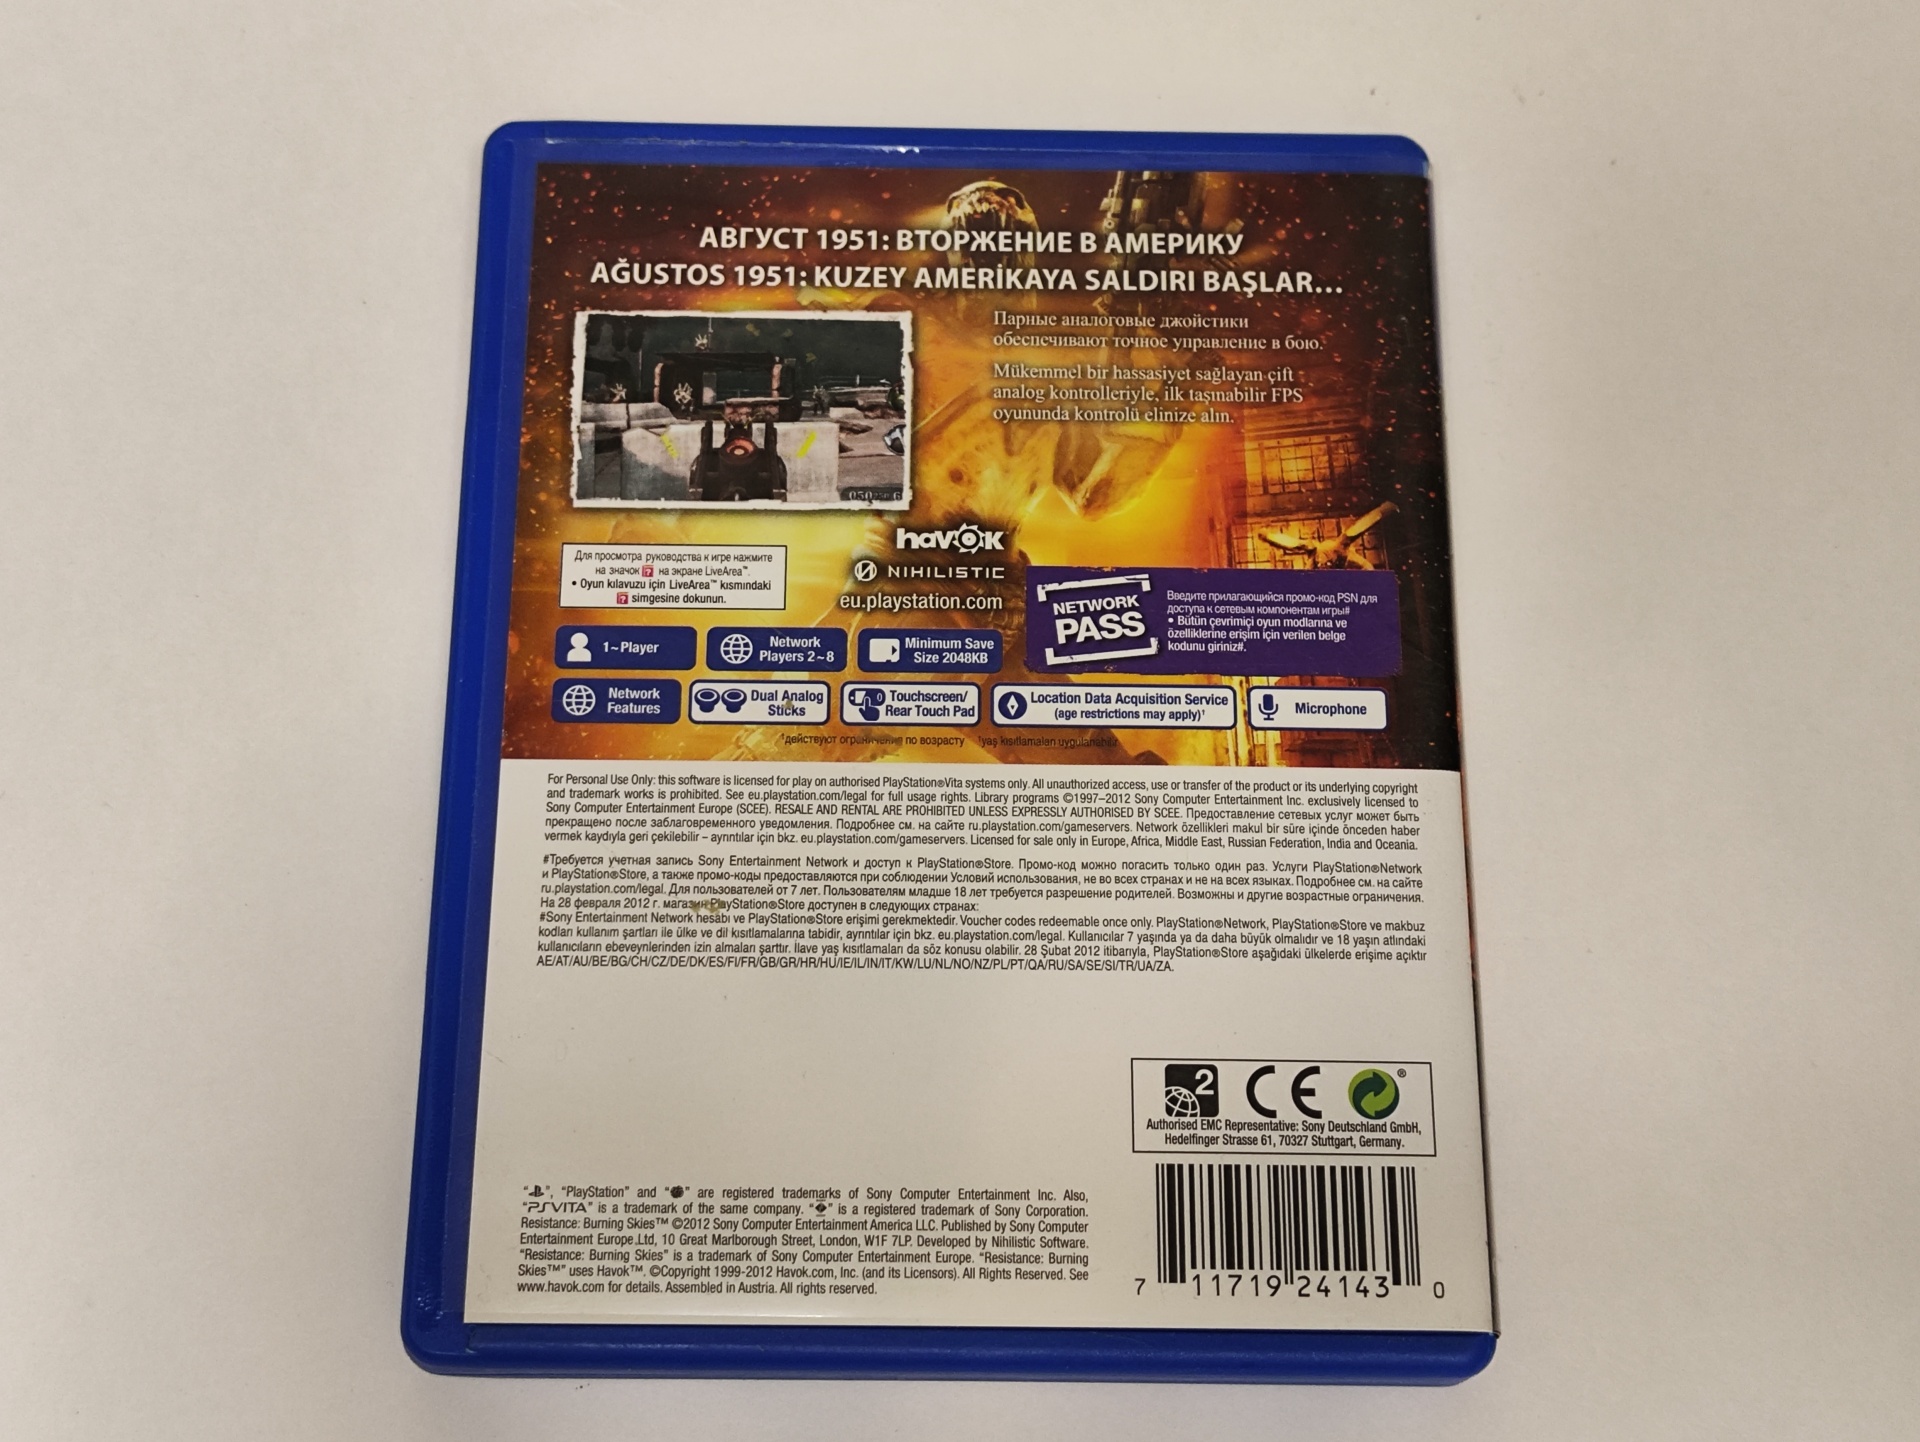 АВГУСТ 1951: ВТОРЖЕНИЕ В АМЕРИКУ
AĞUSTOS 1951: KUZEY AMERİKAYA SALDIRI BAŞLAR...
Парные аналоговые джойстики
обеспечивают точное управление в бою.
Mükemmel bir hassasiyet sağlayan çift
analog kontrolleriyle, ilk taşınabilir FPS
oyununda kontrolü elinize alın.
havok
NIHILISTIC
eu.playstation.com
Для просмотра руководства к игре нажмите
на значок на экране LiveArea™.
• Oyun kılavuzu için LiveArea™ kısmındaki
simgesine dokunun.
NETWORK
PASS
Введите прилагающийся промо-код PSN для
доступа к сетевым компонентам игры#
• Bütün çevrimiçi oyun modlarına ve
özelliklerine erişim için verilen belge
kodunu giriniz#.
1~Player
Network
Players 2~8
Minimum Save
Size 2048KB
Network
Features
Dual Analog
Sticks
Touchscreen/
Rear Touch Pad
Location Data Acquisition Service
(age restrictions may apply)¹
Microphone
¹действуют ограничения по возрасту ¹yaş kısıtlamaları uygulanabilir
For Personal Use Only: this software is licensed for play on authorised PlayStation®Vita systems only. All unauthorized access, use or transfer of the product or its underlying copyright
and trademark works is prohibited. See eu.playstation.com/legal for full usage rights. Library programs ©1997–2012 Sony Computer Entertainment Inc. exclusively licensed to
Sony Computer Entertainment Europe (SCEE). RESALE AND RENTAL ARE PROHIBITED UNLESS EXPRESSLY AUTHORISED BY SCEE. Предоставление сетевых услуг может быть
прекращено после заблаговременного уведомления. Подробнее см. на сайте ru.playstation.com/gameservers. Network özellikleri makul bir süre içinde önceden haber
vermek kaydıyla geri çekilebilir – ayrıntılar için bkz. eu.playstation.com/gameservers. Licensed for sale only in Europe, Africa, Middle East, Russian Federation, India and Oceania.
#Требуется учетная запись Sony Entertainment Network и доступ к PlayStation®Store. Промо-код можно погасить только один раз. Услуги PlayStation®Network
и PlayStation®Store, а также промо-коды предоставляются при соблюдении Условий использования, не во всех странах и не на всех языках. Подробнее см. на сайте
ru.playstation.com/legal. Для пользователей от 7 лет. Пользователям младше 18 лет требуется разрешение родителей. Возможны и другие возрастные ограничения.
На 28 февраля 2012 г. магазин PlayStation®Store доступен в следующих странах:
#Sony Entertainment Network hesabı ve PlayStation®Store erişimi gerekmektedir. Voucher codes redeemable once only. PlayStation®Network, PlayStation®Store ve makbuz
kodları kullanım şartları ile ülke ve dil kısıtlamalarına tabidir, ayrıntılar için bkz. eu.playstation.com/legal. Kullanıcılar 7 yaşında ya da daha büyük olmalıdır ve 18 yaşın altındaki
kullanıcıların ebeveynlerinden izin almaları şarttır. İlave yaş kısıtlamaları da söz konusu olabilir. 28 Şubat 2012 itibarıyla, PlayStation®Store aşağıdaki ülkelerde erişime açıktır
AE/AT/AU/BE/BG/CH/CZ/DE/DK/ES/FI/FR/GB/GR/HR/HU/IE/IL/IN/IT/KW/LU/NL/NO/NZ/PL/PT/QA/RU/SA/SE/SI/TR/UA/ZA.
2 CE ®
Authorised EMC Representative: Sony Deutschland GmbH,
Hedelfinger Strasse 61, 70327 Stuttgart, Germany.
“ ”, “PlayStation” and “ ” are registered trademarks of Sony Computer Entertainment Inc. Also,
“PSVITA” is a trademark of the same company. “ ” is a registered trademark of Sony Corporation.
Resistance: Burning Skies™ ©2012 Sony Computer Entertainment America LLC. Published by Sony Computer
Entertainment Europe Ltd, 10 Great Marlborough Street, London, W1F 7LP. Developed by Nihilistic Software.
“Resistance: Burning Skies” is a trademark of Sony Computer Entertainment Europe. “Resistance: Burning
Skies™” uses Havok™. ©Copyright 1999-2012 Havok.com, Inc. (and its Licensors). All Rights Reserved. See
www.havok.com for details. Assembled in Austria. All rights reserved.
7 11719 24143 0